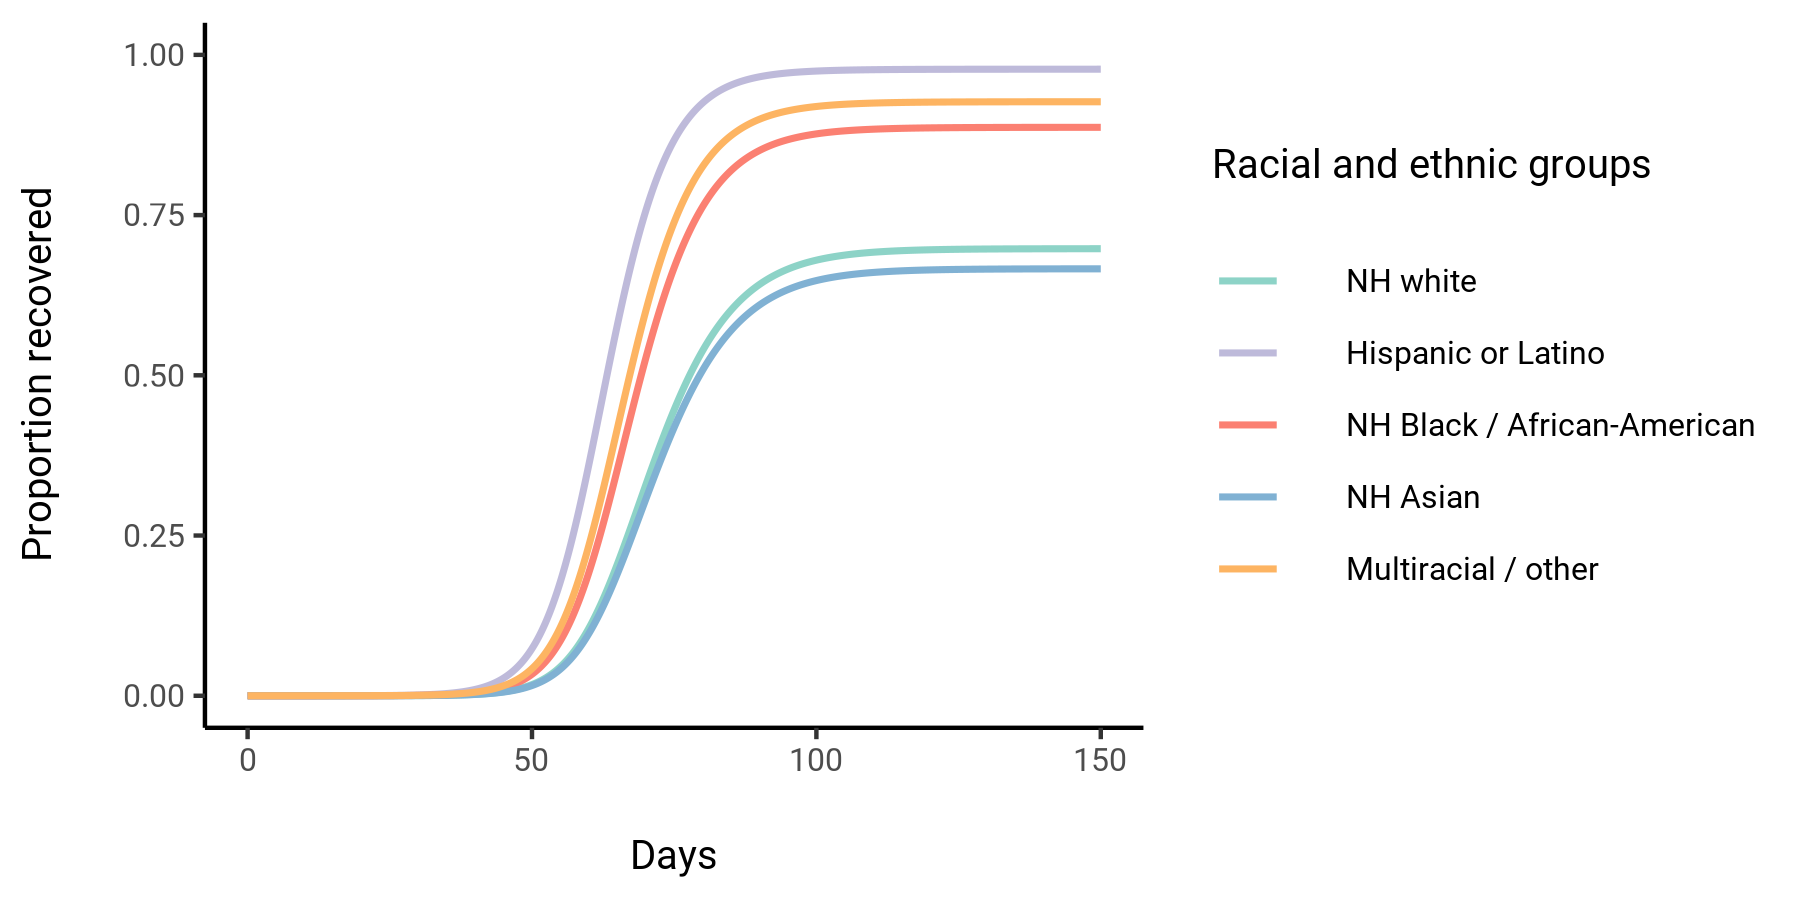 Proportion recovered
1.00
0.75
0.50
0.25
0.00
0
50
100
150
Days
Racial and ethnic groups
NH white
Hispanic or Latino
NH Black / African-American
NH Asian
Multiracial / other